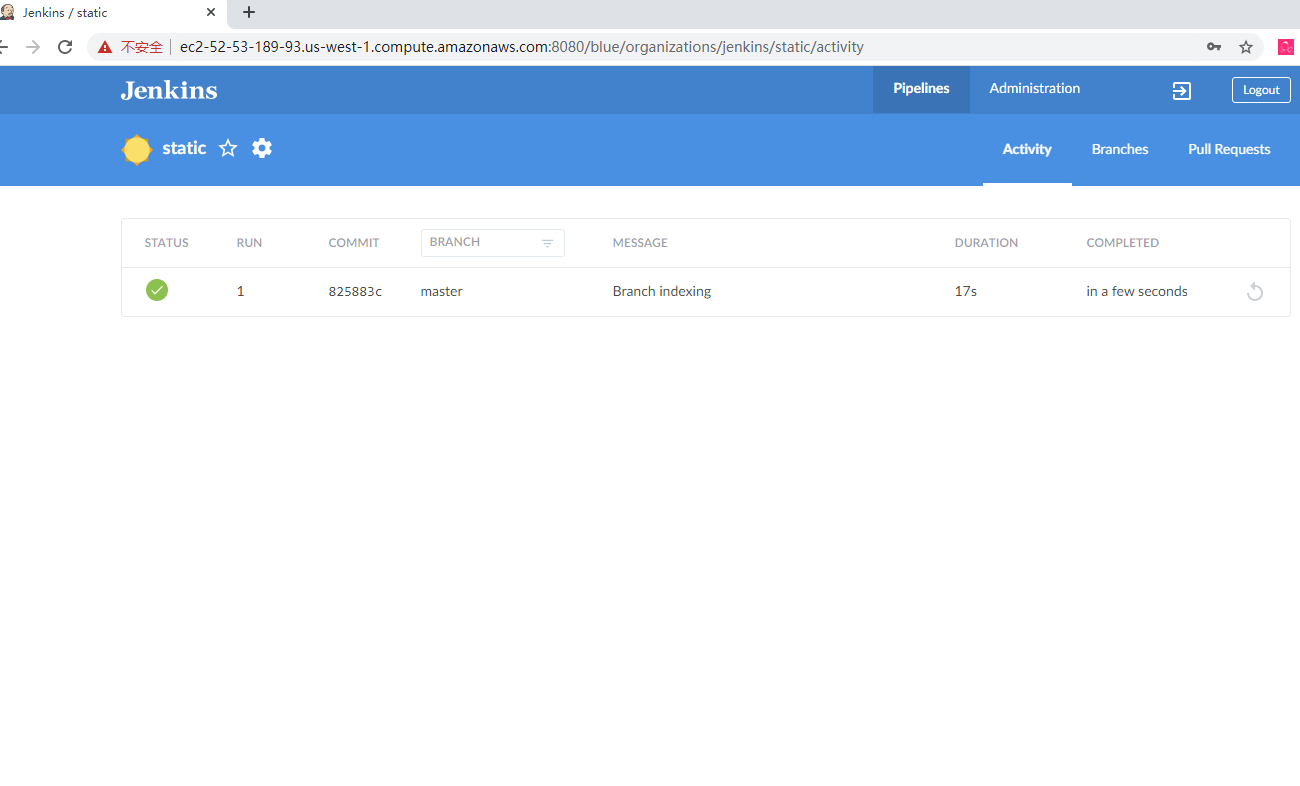 Jenkins / static
不安全 ec2-52-53-189-93.us-west-1.compute.amazonaws.com:8080/blue/organizations/jenkins/static/activity
Jenkins Pipelines Administration Logout
static Activity Branches Pull Requests
STATUS RUN COMMIT BRANCH MESSAGE DURATION COMPLETED
1 825883c master Branch indexing 17s in a few seconds